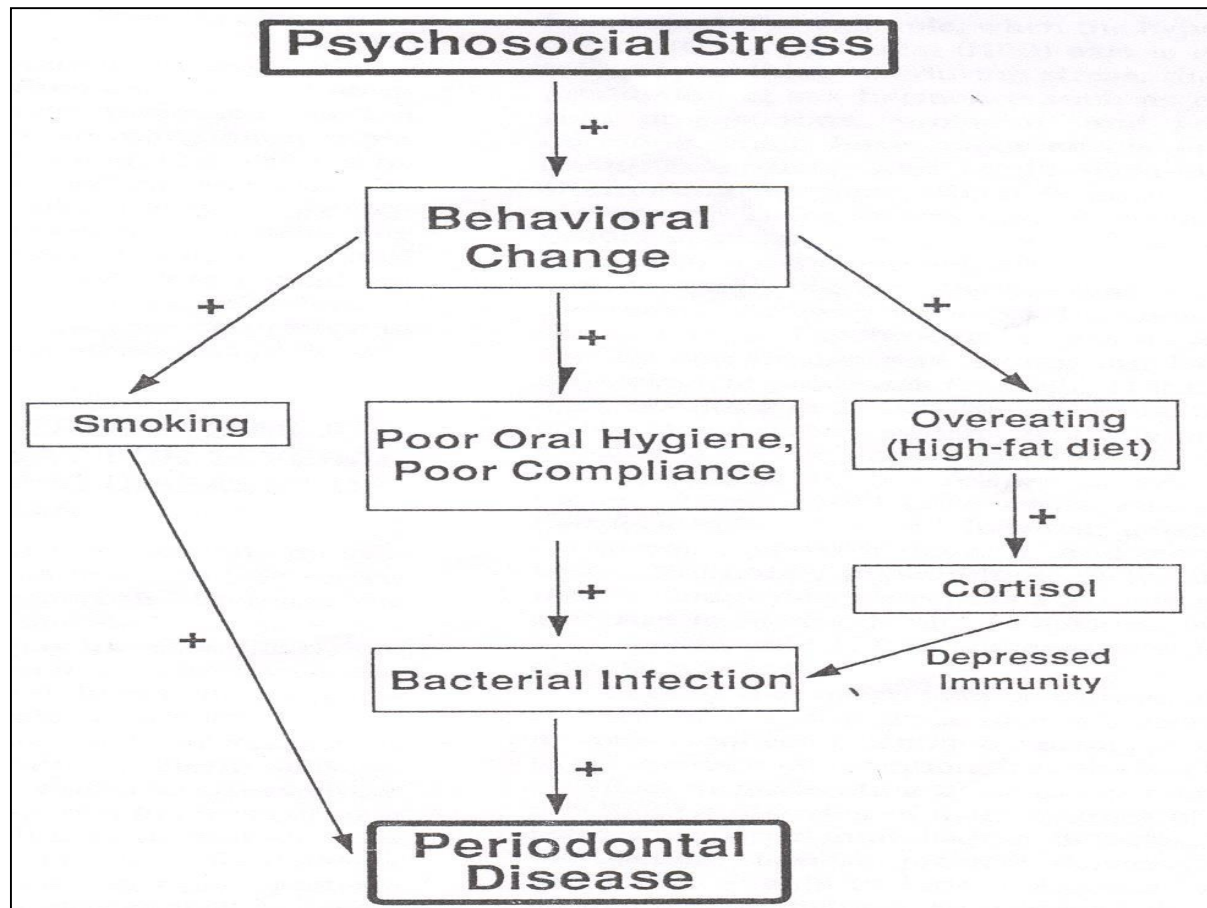 Psychosocial Stress
+
Behavioral
Change
+
+
+
Smoking
Poor Oral Hygiene,
Poor Compliance
Overeating
(High-fat diet)
+
+
Cortisol
+
Depressed
Immunity
Bacterial Infection
+
Periodontal
Disease